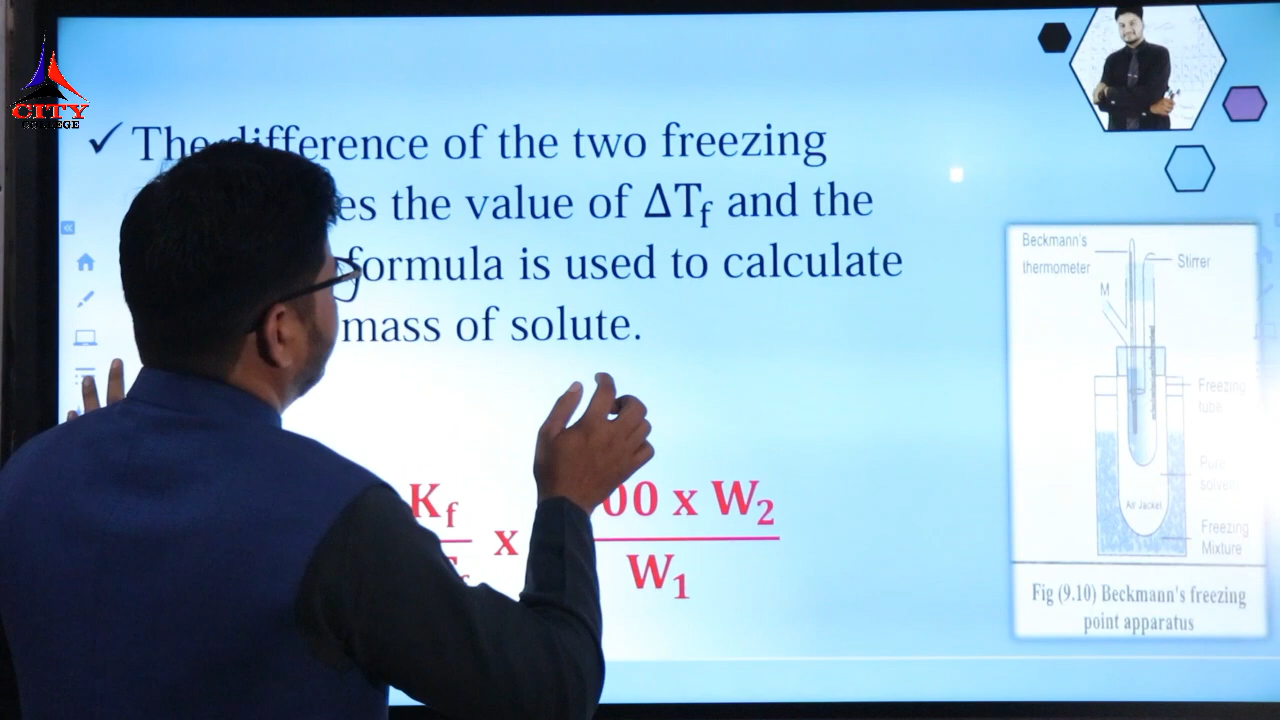 CITY
COLLEGE
✓ The difference of the two freezing
es the value of ΔTf and the
formula is used to calculate
mass of solute.
Kf
x
00 x W2
W1
Beckmann's
thermometer
Stirrer
M
Freezing
tube
Pure
solvent
Air Jacket
Freezing
Mixture
Fig (9.10) Beckmann's freezing
point apparatus